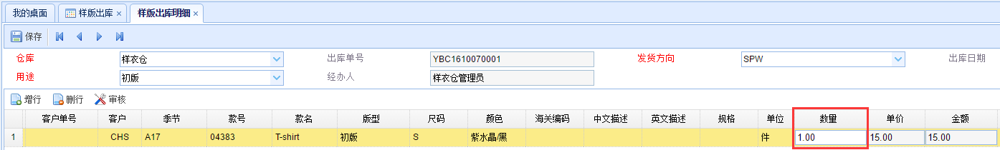 我的桌面 样版出库 × 样版出库明细 ×
保存
仓库 样衣仓 出库单号 YBC1610070001 发货方向 SPW 出库日期
用途 初版 经办人 样衣仓管理员
增行 删行 审核
客户单号 客户 季节 款号 款名 版型 尺码 颜色 海关编码 中文描述 英文描述 规格 单位 数量 单价 金额
1 CHS A17 04383 T-shirt 初版 S 紫水晶/黑 件 1.00 15.00 15.00